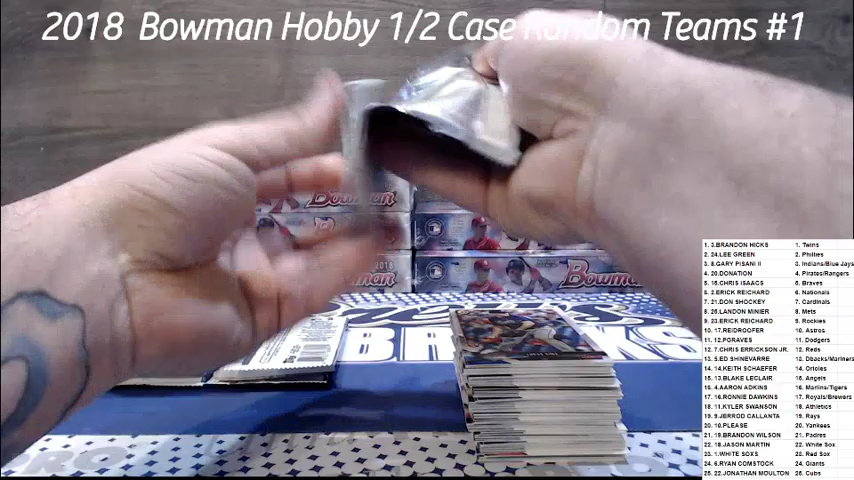 2018 Bowman Hobby 1/2 Case Random Teams #1
Bowman
Bowman
2018
Bowman
BREAKS
1. 3.BRANDON HICKS 1. Twins
2. 24.LEE GREEN 2. Phillies
3. 8.GARY PISANI II 3. Indians/Blue Jays
4. 20.DONATION 4. Pirates/Rangers
5. 15.CHRIS ISAACS 5. Braves
6. 2.ERICK REICHARD 6. Nationals
7. 21.DON SHOCKEY 7. Cardinals
8. 25.LANDON MINIER 8. Mets
9. 23.ERICK REICHARD 9. Rockies
10. 17.REIDROOFER 10. Astros
11. 12.PGRAVES 11. Dodgers
12. 7.CHRIS ERRICKSON JR. 12. Reds
13. 5.ED SHINEVARRE 13. Dbacks/Mariners
14. 14.KEITH SCHAEFER 14. Orioles
15. 13.BLAKE LECLAIR 15. Angels
16. 4.AARON ADKINS 16. Marlins/Tigers
17. 16.RONNIE DAWKINS 17. Royals/Brewers
18. 11.KYLER SWANSON 18. Athletics
19. 9.JERROD CALLANTA 19. Rays
20. 10.PLEASE 20. Yankees
21. 19.BRANDON WILSON 21. Padres
22. 18.JASON MARTIN 22. White Sox
23. 1.WHITE SOXS 23. Red Sox
24. 6.RYAN COMSTOCK 24. Giants
25. 22.JONATHAN MOULTON 25. Cubs